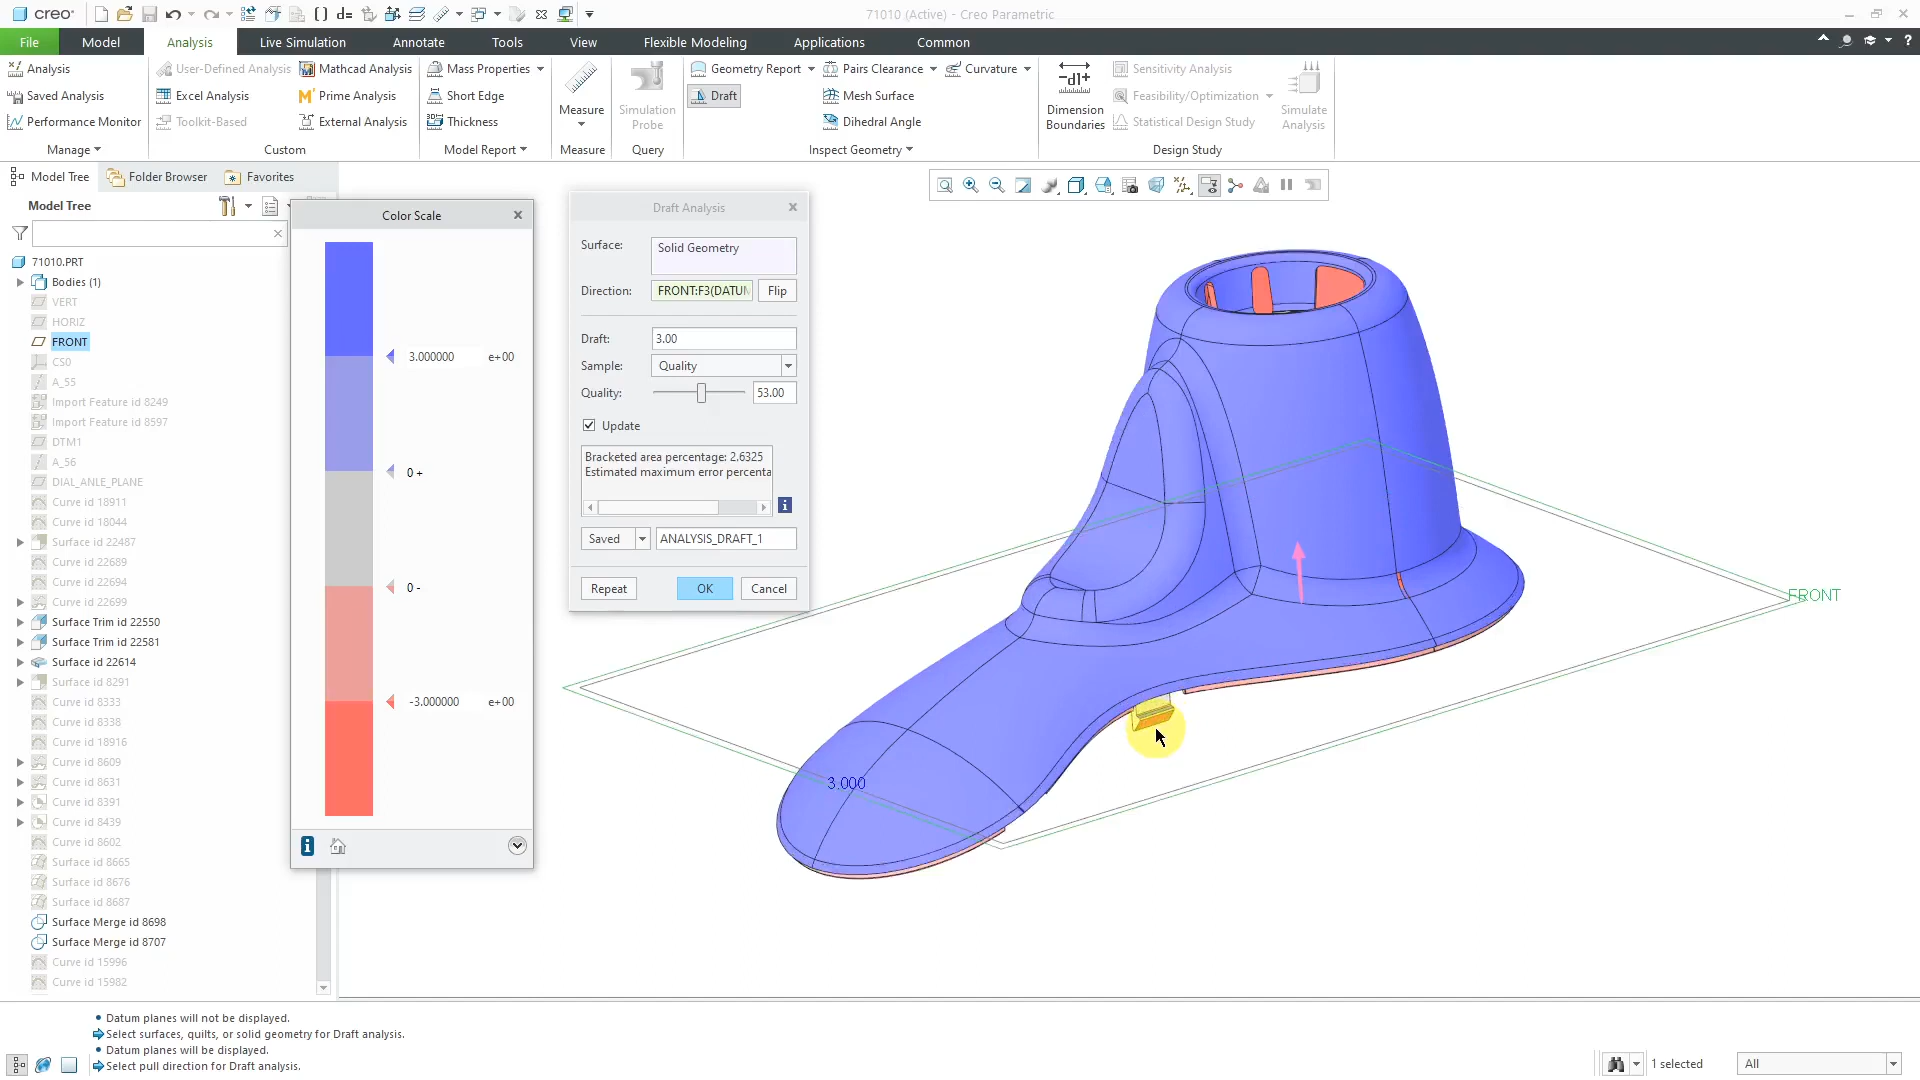 creo
d=
71010 (Active) - Creo Parametric
File
Model
Analysis
Live Simulation
Annotate
Tools
View
Flexible Modeling
Applications
Common
Analysis
Saved Analysis
Performance Monitor
Manage
User-Defined Analysis
Excel Analysis
Toolkit-Based
Mathcad Analysis
Prime Analysis
External Analysis
Custom
Mass Properties
Short Edge
Thickness
Model Report
Measure
Measure
Simulation
Probe
Query
Geometry Report
Draft
Pairs Clearance
Mesh Surface
Dihedral Angle
Curvature
Inspect Geometry
Dimension
Boundaries
Sensitivity Analysis
Feasibility/Optimization
Statistical Design Study
Simulate
Analysis
Design Study
Model Tree
Folder Browser
Favorites
Model Tree
71010.PRT
Bodies (1)
VERT
HORIZ
FRONT
CS0
A_55
Import Feature id 8249
Import Feature id 8597
DTM1
A_56
DIAL_ANLE_PLANE
Curve id 18911
Curve id 18044
Surface id 22487
Curve id 22689
Curve id 22694
Curve id 22699
Surface Trim id 22550
Surface Trim id 22581
Surface id 22614
Surface id 8291
Curve id 8333
Curve id 8338
Curve id 18916
Curve id 8609
Curve id 8631
Curve id 8391
Curve id 8439
Curve id 8602
Surface id 8665
Surface id 8676
Surface id 8687
Surface Merge id 8698
Surface Merge id 8707
Curve id 15996
Curve id 15982
Color Scale
3.000000 e+00
0 +
0 -
-3.000000 e+00
Draft Analysis
Surface: Solid Geometry
Direction: FRONT:F3(DATUM Flip
Draft: 3.00
Sample: Quality
Quality: 53.00
Update
Bracketed area percentage: 2.6325
Estimated maximum error percenta
Saved ANALYSIS_DRAFT_1
Repeat OK Cancel
FRONT
3.000
Datum planes will not be displayed.
Select surfaces, quilts, or solid geometry for Draft analysis.
Datum planes will be displayed.
Select pull direction for Draft analysis.
1 selected
All